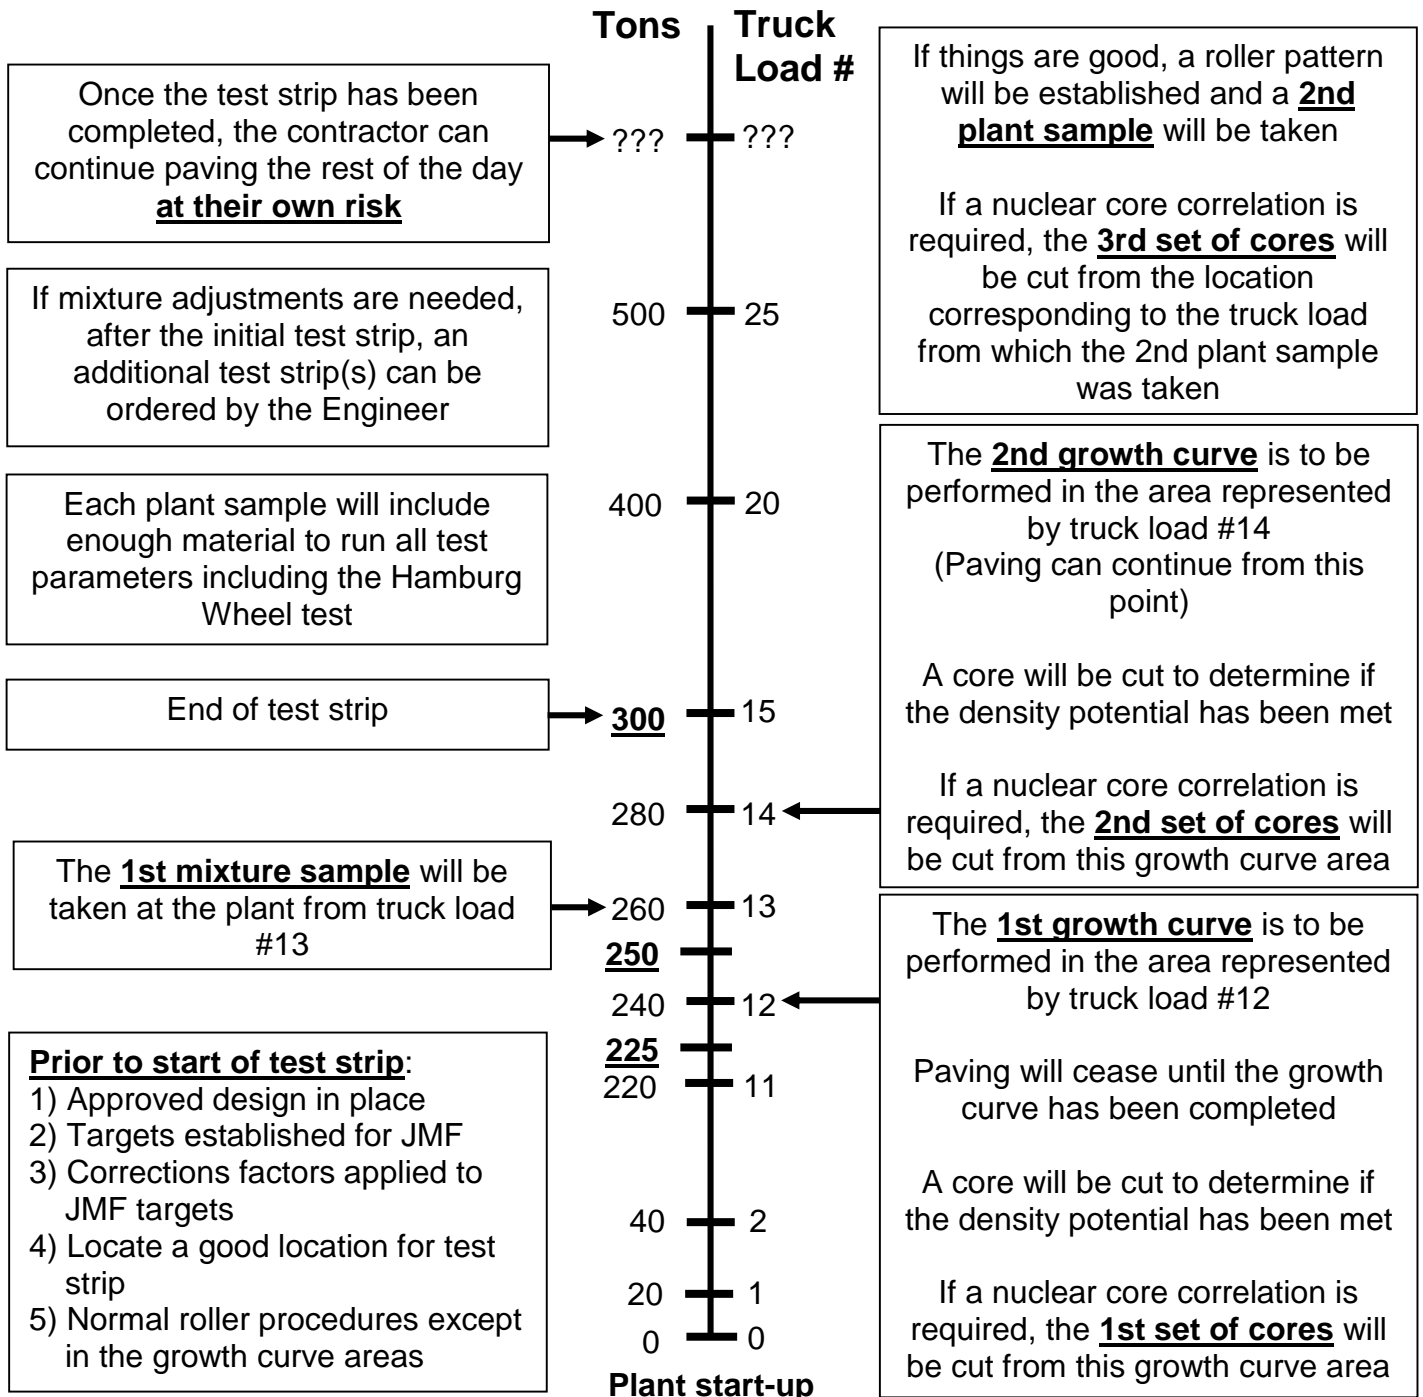 Tons
Truck
Load #
Once the test strip has been
completed, the contractor can
continue paving the rest of the day
at their own risk
If mixture adjustments are needed,
after the initial test strip, an
additional test strip(s) can be
ordered by the Engineer
Each plant sample will include
enough material to run all test
parameters including the Hamburg
Wheel test
End of test strip
The 1st mixture sample will be
taken at the plant from truck load
#13
Prior to start of test strip:
1) Approved design in place
2) Targets established for JMF
3) Corrections factors applied to
JMF targets
4) Locate a good location for test
strip
5) Normal roller procedures except
in the growth curve areas
??? ???
500 25
400 20
300 15
280 14
260 13
250
240 12
225
220 11
40 2
20 1
0 0
Plant start-up
If things are good, a roller pattern
will be established and a 2nd
plant sample will be taken
If a nuclear core correlation is
required, the 3rd set of cores will
be cut from the location
corresponding to the truck load
from which the 2nd plant sample
was taken
The 2nd growth curve is to be
performed in the area represented
by truck load #14
(Paving can continue from this
point)
A core will be cut to determine if
the density potential has been met
If a nuclear core correlation is
required, the 2nd set of cores will
be cut from this growth curve area
The 1st growth curve is to be
performed in the area represented
by truck load #12
Paving will cease until the growth
curve has been completed
A core will be cut to determine if
the density potential has been met
If a nuclear core correlation is
required, the 1st set of cores will
be cut from this growth curve area